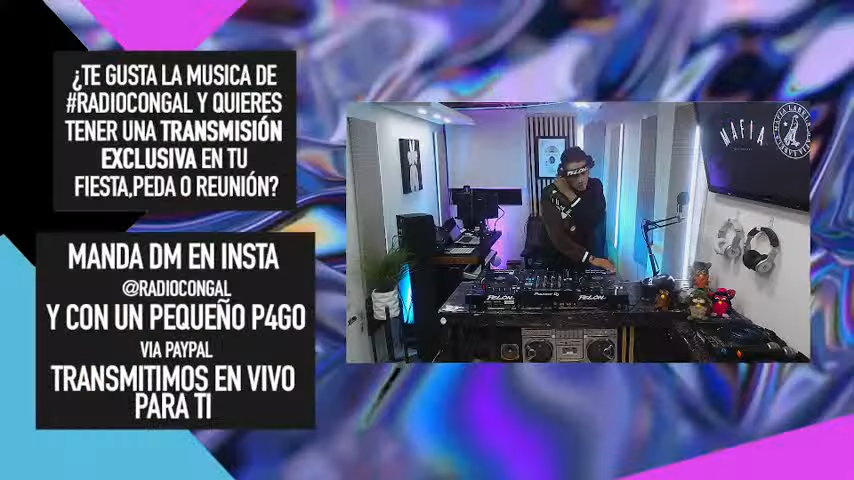 ¿TE GUSTA LA MUSICA DE
#RADIOCONGAL Y QUIERES
TENER UNA TRANSMISIÓN
EXCLUSIVA EN TU
FIESTA,PEDA O REUNIÓN?
MANDA DM EN INSTA
@RADIOCONGAL
Y CON UN PEQUEÑO P4GO
VIA PAYPAL
TRANSMITIMOS EN VIVO
PARA TI
MAFIA